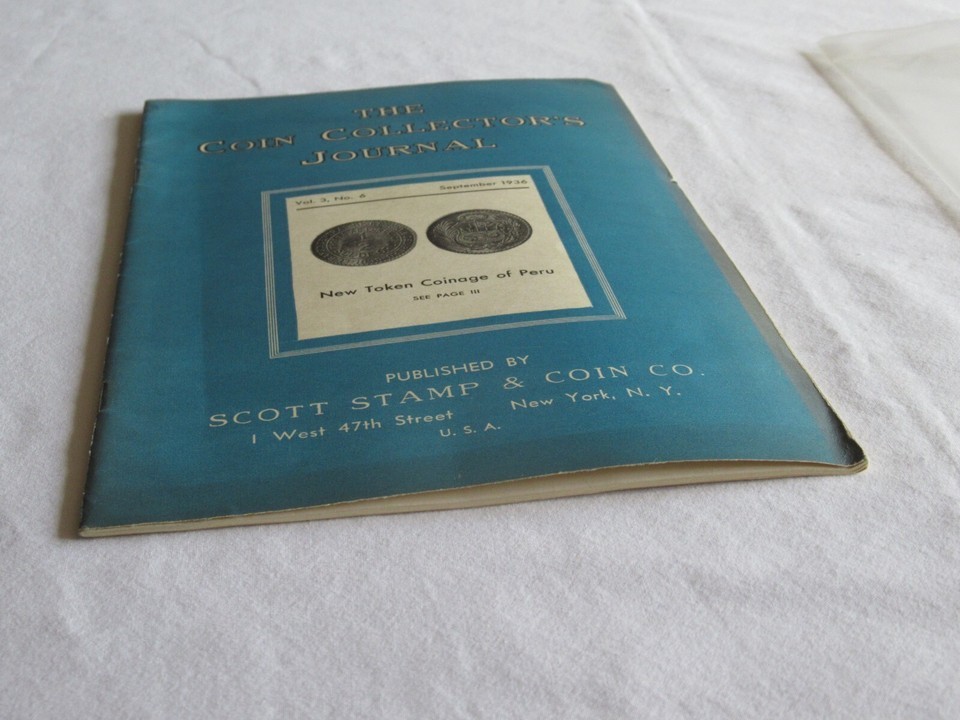 THE
COIN COLLECTOR'S
JOURNAL
Vol. 3, No. 6 September 1936
New Token Coinage of Peru
SEE PAGE III
PUBLISHED BY
SCOTT STAMP & COIN CO.
1 West 47th Street New York, N. Y.
U. S. A.